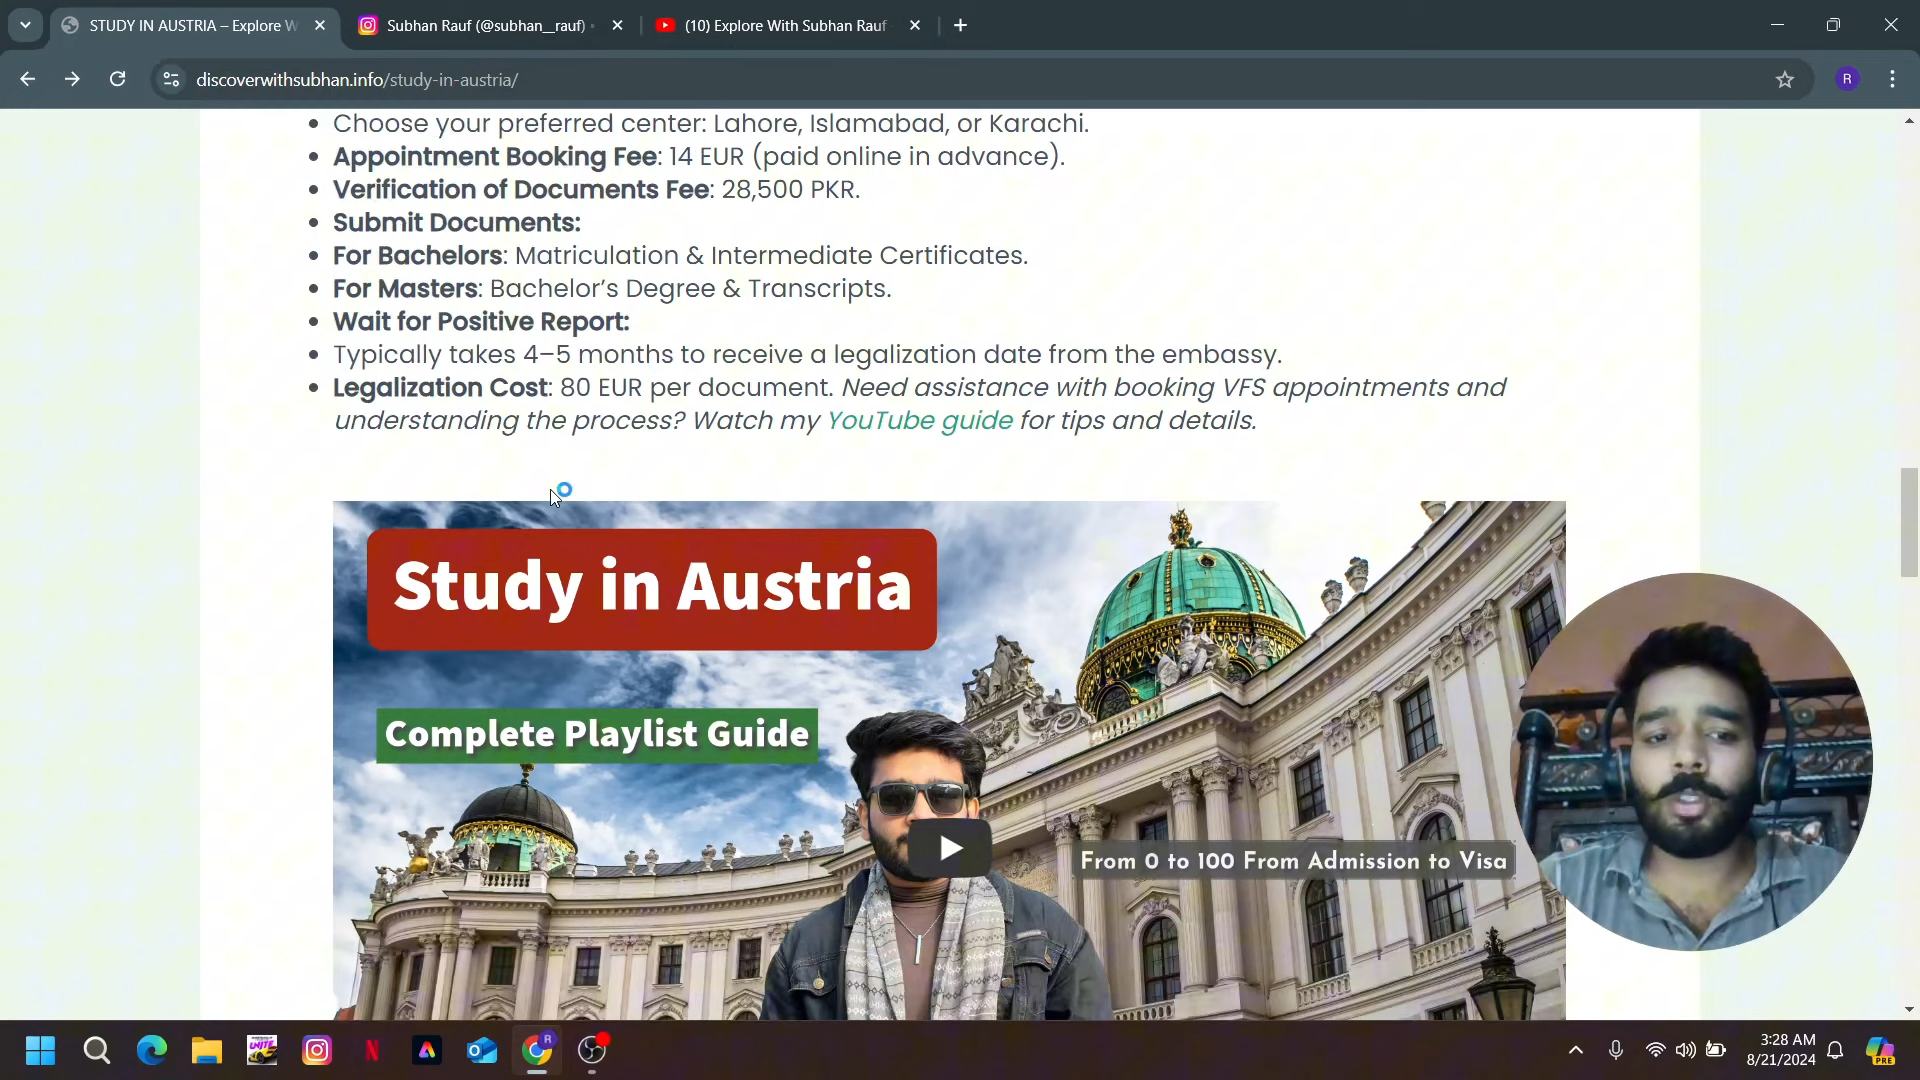 STUDY IN AUSTRIA – Explore W
Subhan Rauf (@subhan__rauf) •
(10) Explore With Subhan Rauf
discoverwithsubhan.info/study-in-austria/
R
• Choose your preferred center: Lahore, Islamabad, or Karachi.
• Appointment Booking Fee: 14 EUR (paid online in advance).
• Verification of Documents Fee: 28,500 PKR.
• Submit Documents:
• For Bachelors: Matriculation & Intermediate Certificates.
• For Masters: Bachelor’s Degree & Transcripts.
• Wait for Positive Report:
• Typically takes 4–5 months to receive a legalization date from the embassy.
• Legalization Cost: 80 EUR per document. Need assistance with booking VFS appointments and
understanding the process? Watch my YouTube guide for tips and details.
Study in Austria
Complete Playlist Guide
From 0 to 100 From Admission to Visa
UNITE
N
R
3:28 AM
8/21/2024
PRE